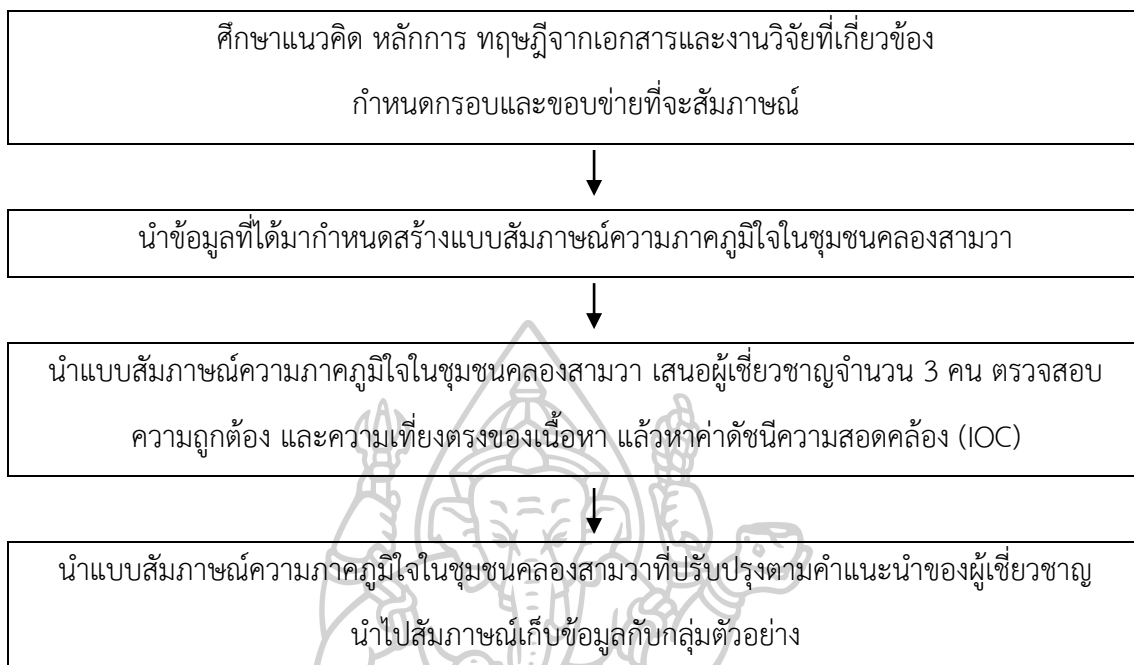 ศึกษาแนวคิด หลักการ ทฤษฎีจากเอกสารและงานวิจัยที่เกี่ยวข้อง
กำหนดกรอบและขอบข่ายที่จะสัมภาษณ์
นำข้อมูลที่ได้มากำหนดสร้างแบบสัมภาษณ์ความภาคภูมิใจในชุมชนคลองสามวา
นำแบบสัมภาษณ์ความภาคภูมิใจในชุมชนคลองสามวา เสนอผู้เชี่ยวชาญจำนวน 3 คน ตรวจสอบ
ความถูกต้อง และความเที่ยงตรงของเนื้อหา แล้วหาค่าดัชนีความสอดคล้อง (IOC)
นำแบบสัมภาษณ์ความภาคภูมิใจในชุมชนคลองสามวาที่ปรับปรุงตามคำแนะนำของผู้เชี่ยวชาญ
นำไปสัมภาษณ์เก็บข้อมูลกับกลุ่มตัวอย่าง